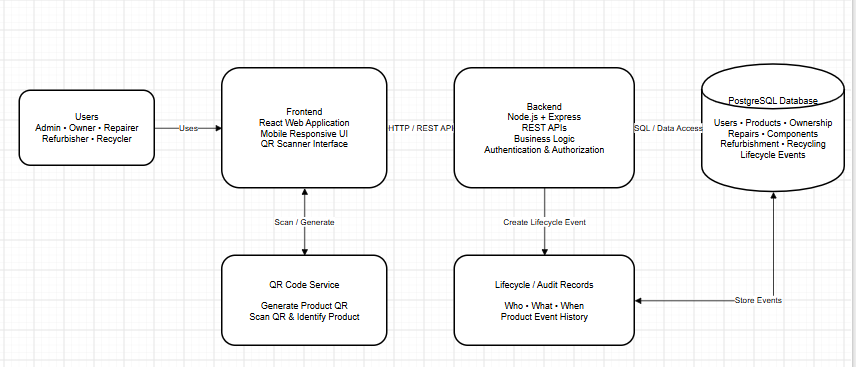 Users
Admin • Owner • Repairer
Refurbisher • Recycler
Uses
Frontend
React Web Application
Mobile Responsive UI
QR Scanner Interface
HTTP / REST API
Backend
Node.js + Express
REST APIs
Business Logic
Authentication & Authorization
SQL / Data Access
PostgreSQL Database
Users • Products • Ownership
Repairs • Components
Refurbishment • Recycling
Lifecycle Events
Scan / Generate
Create Lifecycle Event
QR Code Service
Generate Product QR
Scan QR & Identify Product
Lifecycle / Audit Records
Who • What • When
Product Event History
Store Events